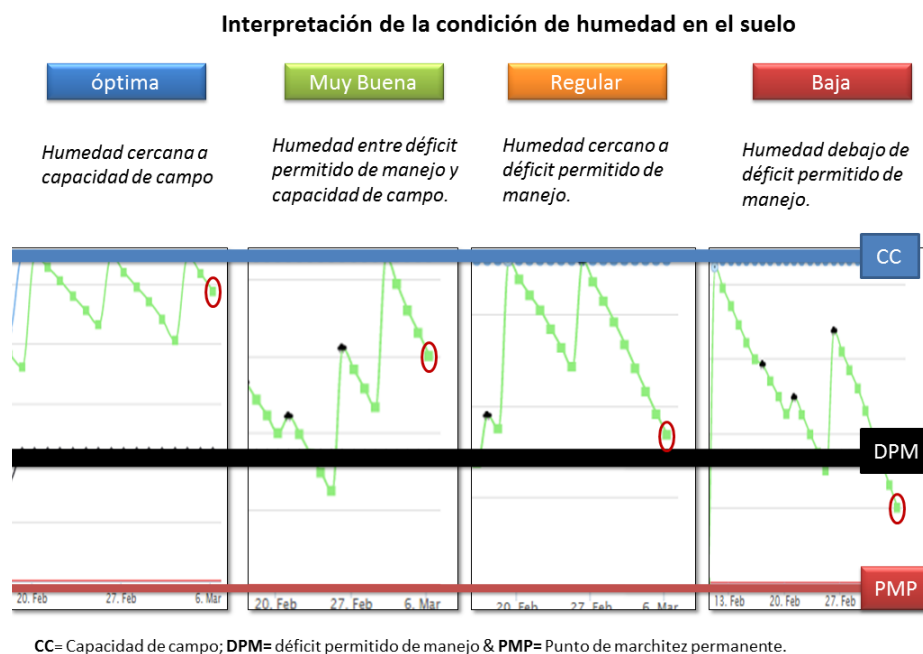 Interpretación de la condición de humedad en el suelo
óptima
Muy Buena
Regular
Baja
Humedad cercana a
capacidad de campo
Humedad entre déficit
permitido de manejo y
capacidad de campo.
Humedad cercano a
déficit permitido de
manejo.
Humedad debajo de
déficit permitido de
manejo.
CC
DPM
PMP
20. Feb
27. Feb
6. Mar
20. Feb
27. Feb
6. Mar
20. Feb
27. Feb
6. Mar
13. Feb
20. Feb
27. Feb
CC= Capacidad de campo; DPM= déficit permitido de manejo & PMP= Punto de marchitez permanente.